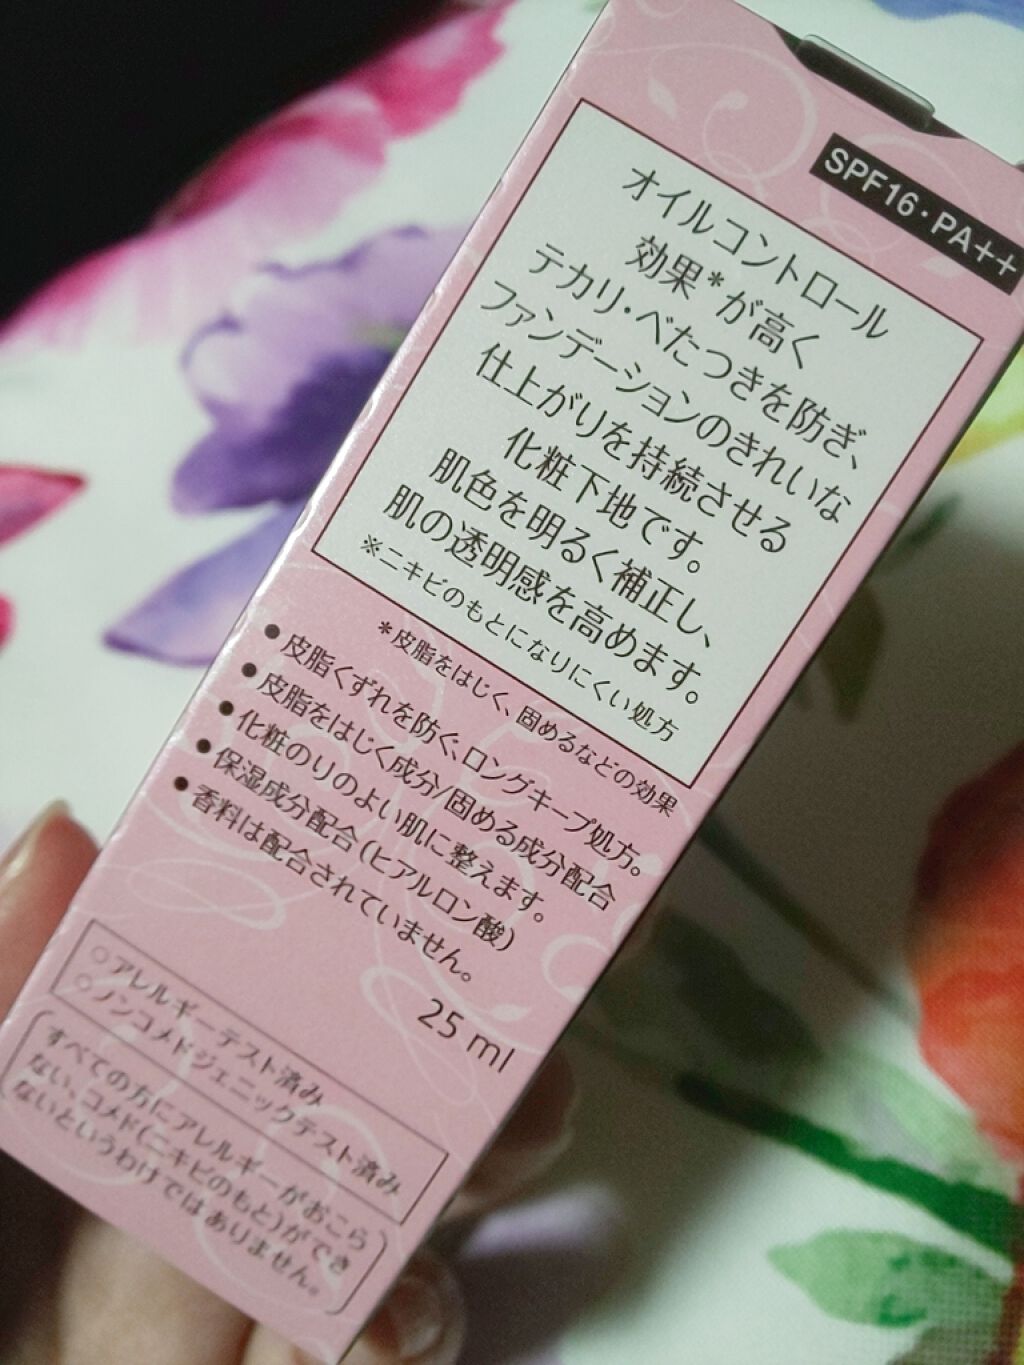 SPF16・PA++
オイルコントロール
効果*が高く
テカリ・べたつきを防ぎ、
ファンデーションのきれいな
仕上がりを持続させる
化粧下地です。
肌色を明るく補正し、
肌の透明感を高めます。
※ニキビのもとになりにくい処方
*皮脂をはじく、固めるなどの効果
●皮脂くずれを防ぐ、ロングキープ処方。
●皮脂をはじく成分/固める成分配合
●化粧のりのよい肌に整えます。
●保湿成分配合(ヒアルロン酸)
●香料は配合されていません。
25 ml
○アレルギーテスト済み
○ノンコメドジェニックテスト済み
(すべての方にアレルギーがおこら
ない、コメド(ニキビのもと)ができ
ないというわけではありません。)